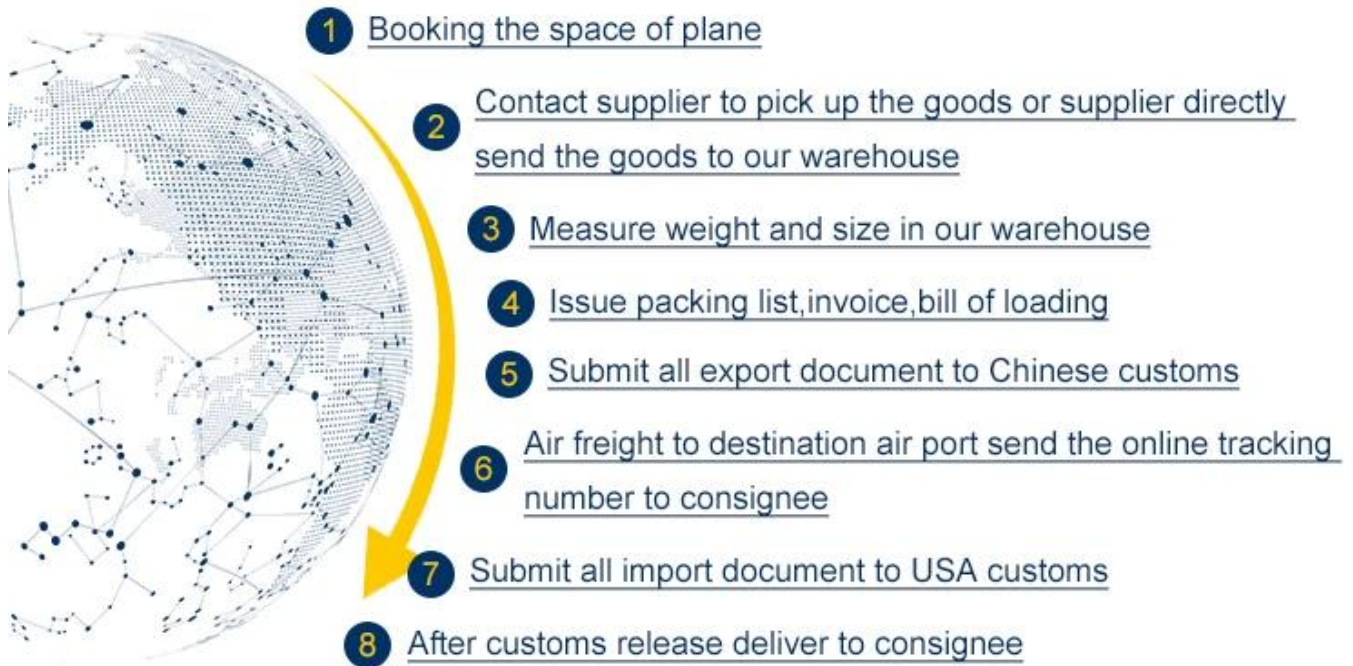 1 Booking the space of plane
2 Contact supplier to pick up the goods or supplier directly
send the goods to our warehouse
3 Measure weight and size in our warehouse
4 Issue packing list,invoice,bill of loading
5 Submit all export document to Chinese customs
6 Air freight to destination air port send the online tracking
number to consignee
7 Submit all import document to USA customs
8 After customs release deliver to consignee